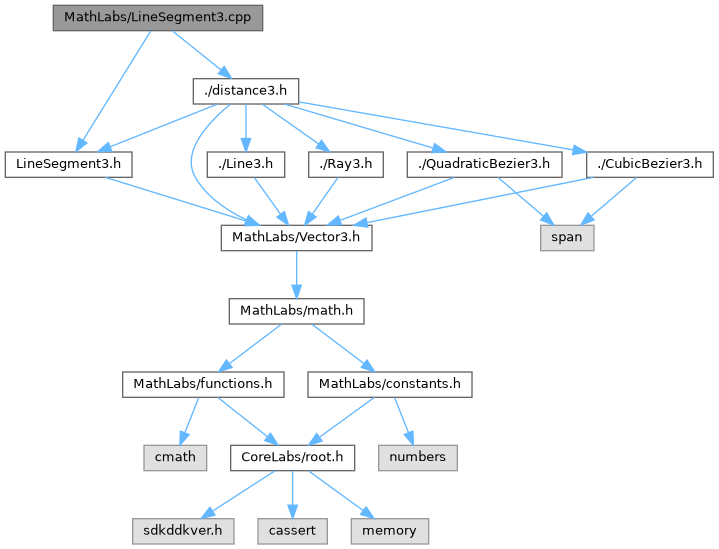 MathLabs/LineSegment3.cpp
./distance3.h
LineSegment3.h
./Line3.h
./Ray3.h
./QuadraticBezier3.h
./CubicBezier3.h
MathLabs/Vector3.h
span
MathLabs/math.h
MathLabs/functions.h
MathLabs/constants.h
cmath
CoreLabs/root.h
numbers
sdkddkver.h
cassert
memory